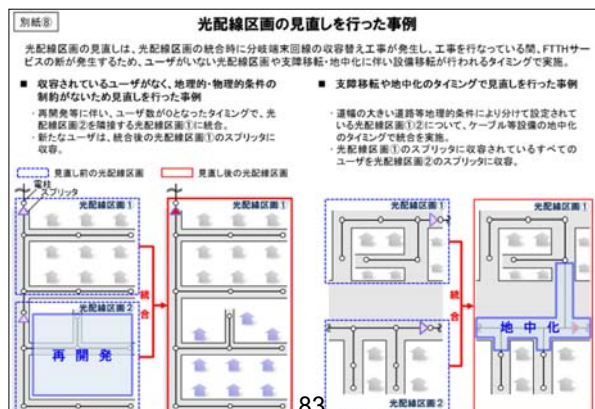 別紙⑧
光配線区画の見直しを行った事例
光配線区画の見直しは、光配線区画の統合時に分岐端末回線の収容替え工事が発生し、工事を行なっている間、FTTHサー
ビスの断が発生するため、ユーザがいない光配線区画や支障移転・地中化に伴い設備移転が行われるタイミングで実施。
■ 収容されているユーザがなく、地理的・物理的条件の
制約がないため見直しを行った事例
・再開発等に伴い、ユーザ数が0となったタイミングで、光
配線区画②を隣接する光配線区画①に統合。
・新たなユーザは、統合後の光配線区画①のスプリッタに
収容。
■ 支障移転や地中化のタイミングで見直しを行った事例
・道幅の大きい道路等地理的条件により分けて設定されて
いる光配線区画①②について、ケーブル等設備の地中化
のタイミングで統合を実施。
・光配線区画①のスプリッタに収容されているすべての
ユーザを光配線区画②のスプリッタに収容。
見直し前の光配線区画
見直し後の光配線区画
電柱
スプリッタ
光配線区画1
光配線区画2
再開発
統合
光配線区画1
光配線区画1
光配線区画2
統合
光配線区画1
地中化
83